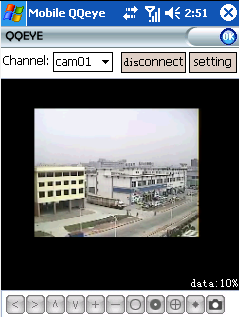 Mobile QQeye 2:51
QQEYE OK
Channel: cam01 disconnect setting
data:10%
< > ∧ ∨ + −